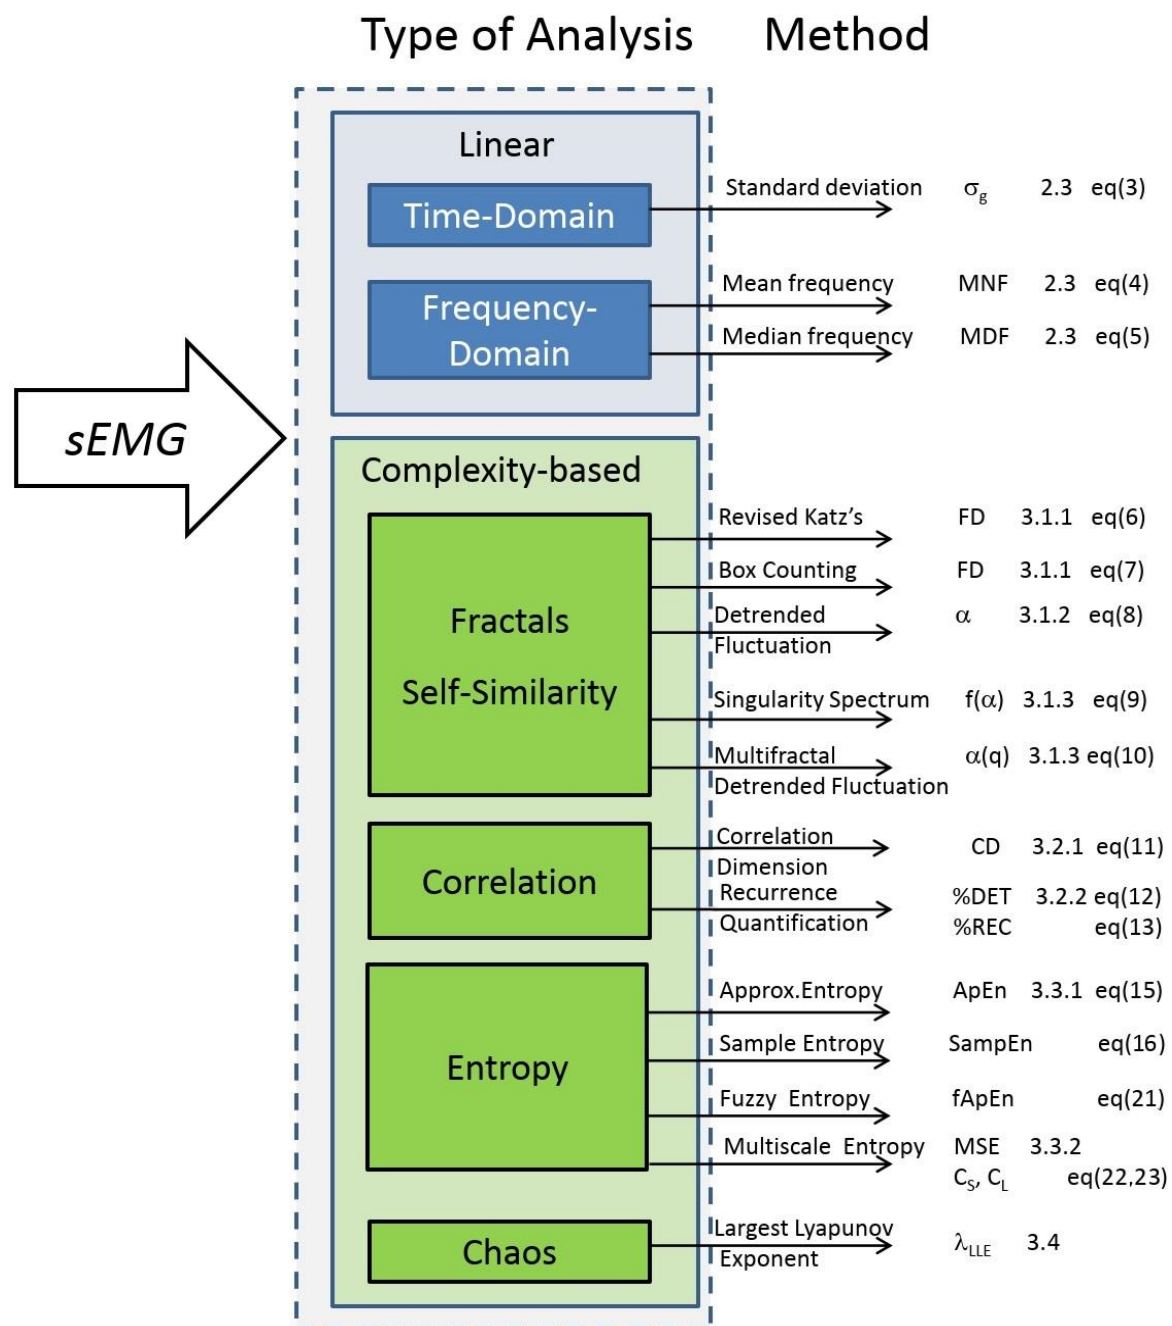 Type of Analysis Method
Linear
Time-Domain
Standard deviation σg 2.3 eq(3)
Frequency-
Domain
Mean frequency MNF 2.3 eq(4)
Median frequency MDF 2.3 eq(5)
sEMG
Complexity-based
Fractals
Self-Similarity
Revised Katz's FD 3.1.1 eq(6)
Box Counting FD 3.1.1 eq(7)
Detrended α 3.1.2 eq(8)
Fluctuation
Singularity Spectrum f(α) 3.1.3 eq(9)
Multifractal α(q) 3.1.3 eq(10)
Detrended Fluctuation
Correlation
Correlation CD 3.2.1 eq(11)
Dimension
Recurrence %DET 3.2.2 eq(12)
Quantification %REC eq(13)
Entropy
Approx.Entropy ApEn 3.3.1 eq(15)
Sample Entropy SampEn eq(16)
Fuzzy Entropy fApEn eq(21)
Multiscale Entropy MSE 3.3.2
CS, CL eq(22,23)
Chaos
Largest Lyapunov λLLE 3.4
Exponent